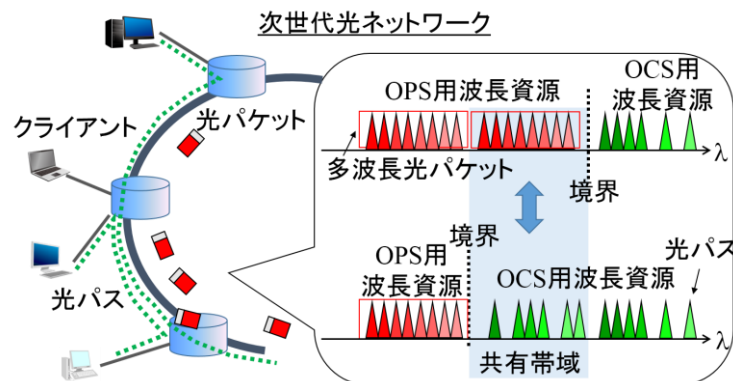 次世代光ネットワーク
クライアント
光パケット
光パス
OPS用波長資源
OCS用
波長資源
λ
多波長光パケット
境界
OPS用
波長資源
境界
OCS用波長資源
光パス
λ
共有帯域